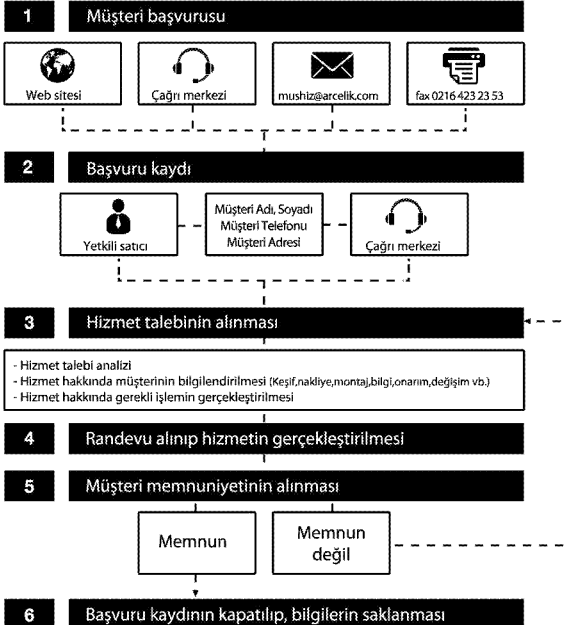 1 Müşteri başvurusu
Web sitesi
Çağrı merkezi
mushiz@arcelik.com
fax 0216 423 23 53
2 Başvuru kaydı
Yetkili satıcı
Müşteri Adı, Soyadı
Müşteri Telefonu
Müşteri Adresi
Çağrı merkezi
3 Hizmet talebinin alınması
- Hizmet talebi analizi
- Hizmet hakkında müşterinin bilgilendirilmesi (Keşif,nakliye,montaj,bilgi,onarım,değişim vb.)
- Hizmet hakkında gerekli işlemin gerçekleştirilmesi
4 Randevu alınıp hizmetin gerçekleştirilmesi
5 Müşteri memnuniyetinin alınması
Memnun
Memnun
değil
6 Başvuru kaydının kapatılıp, bilgilerin saklanması